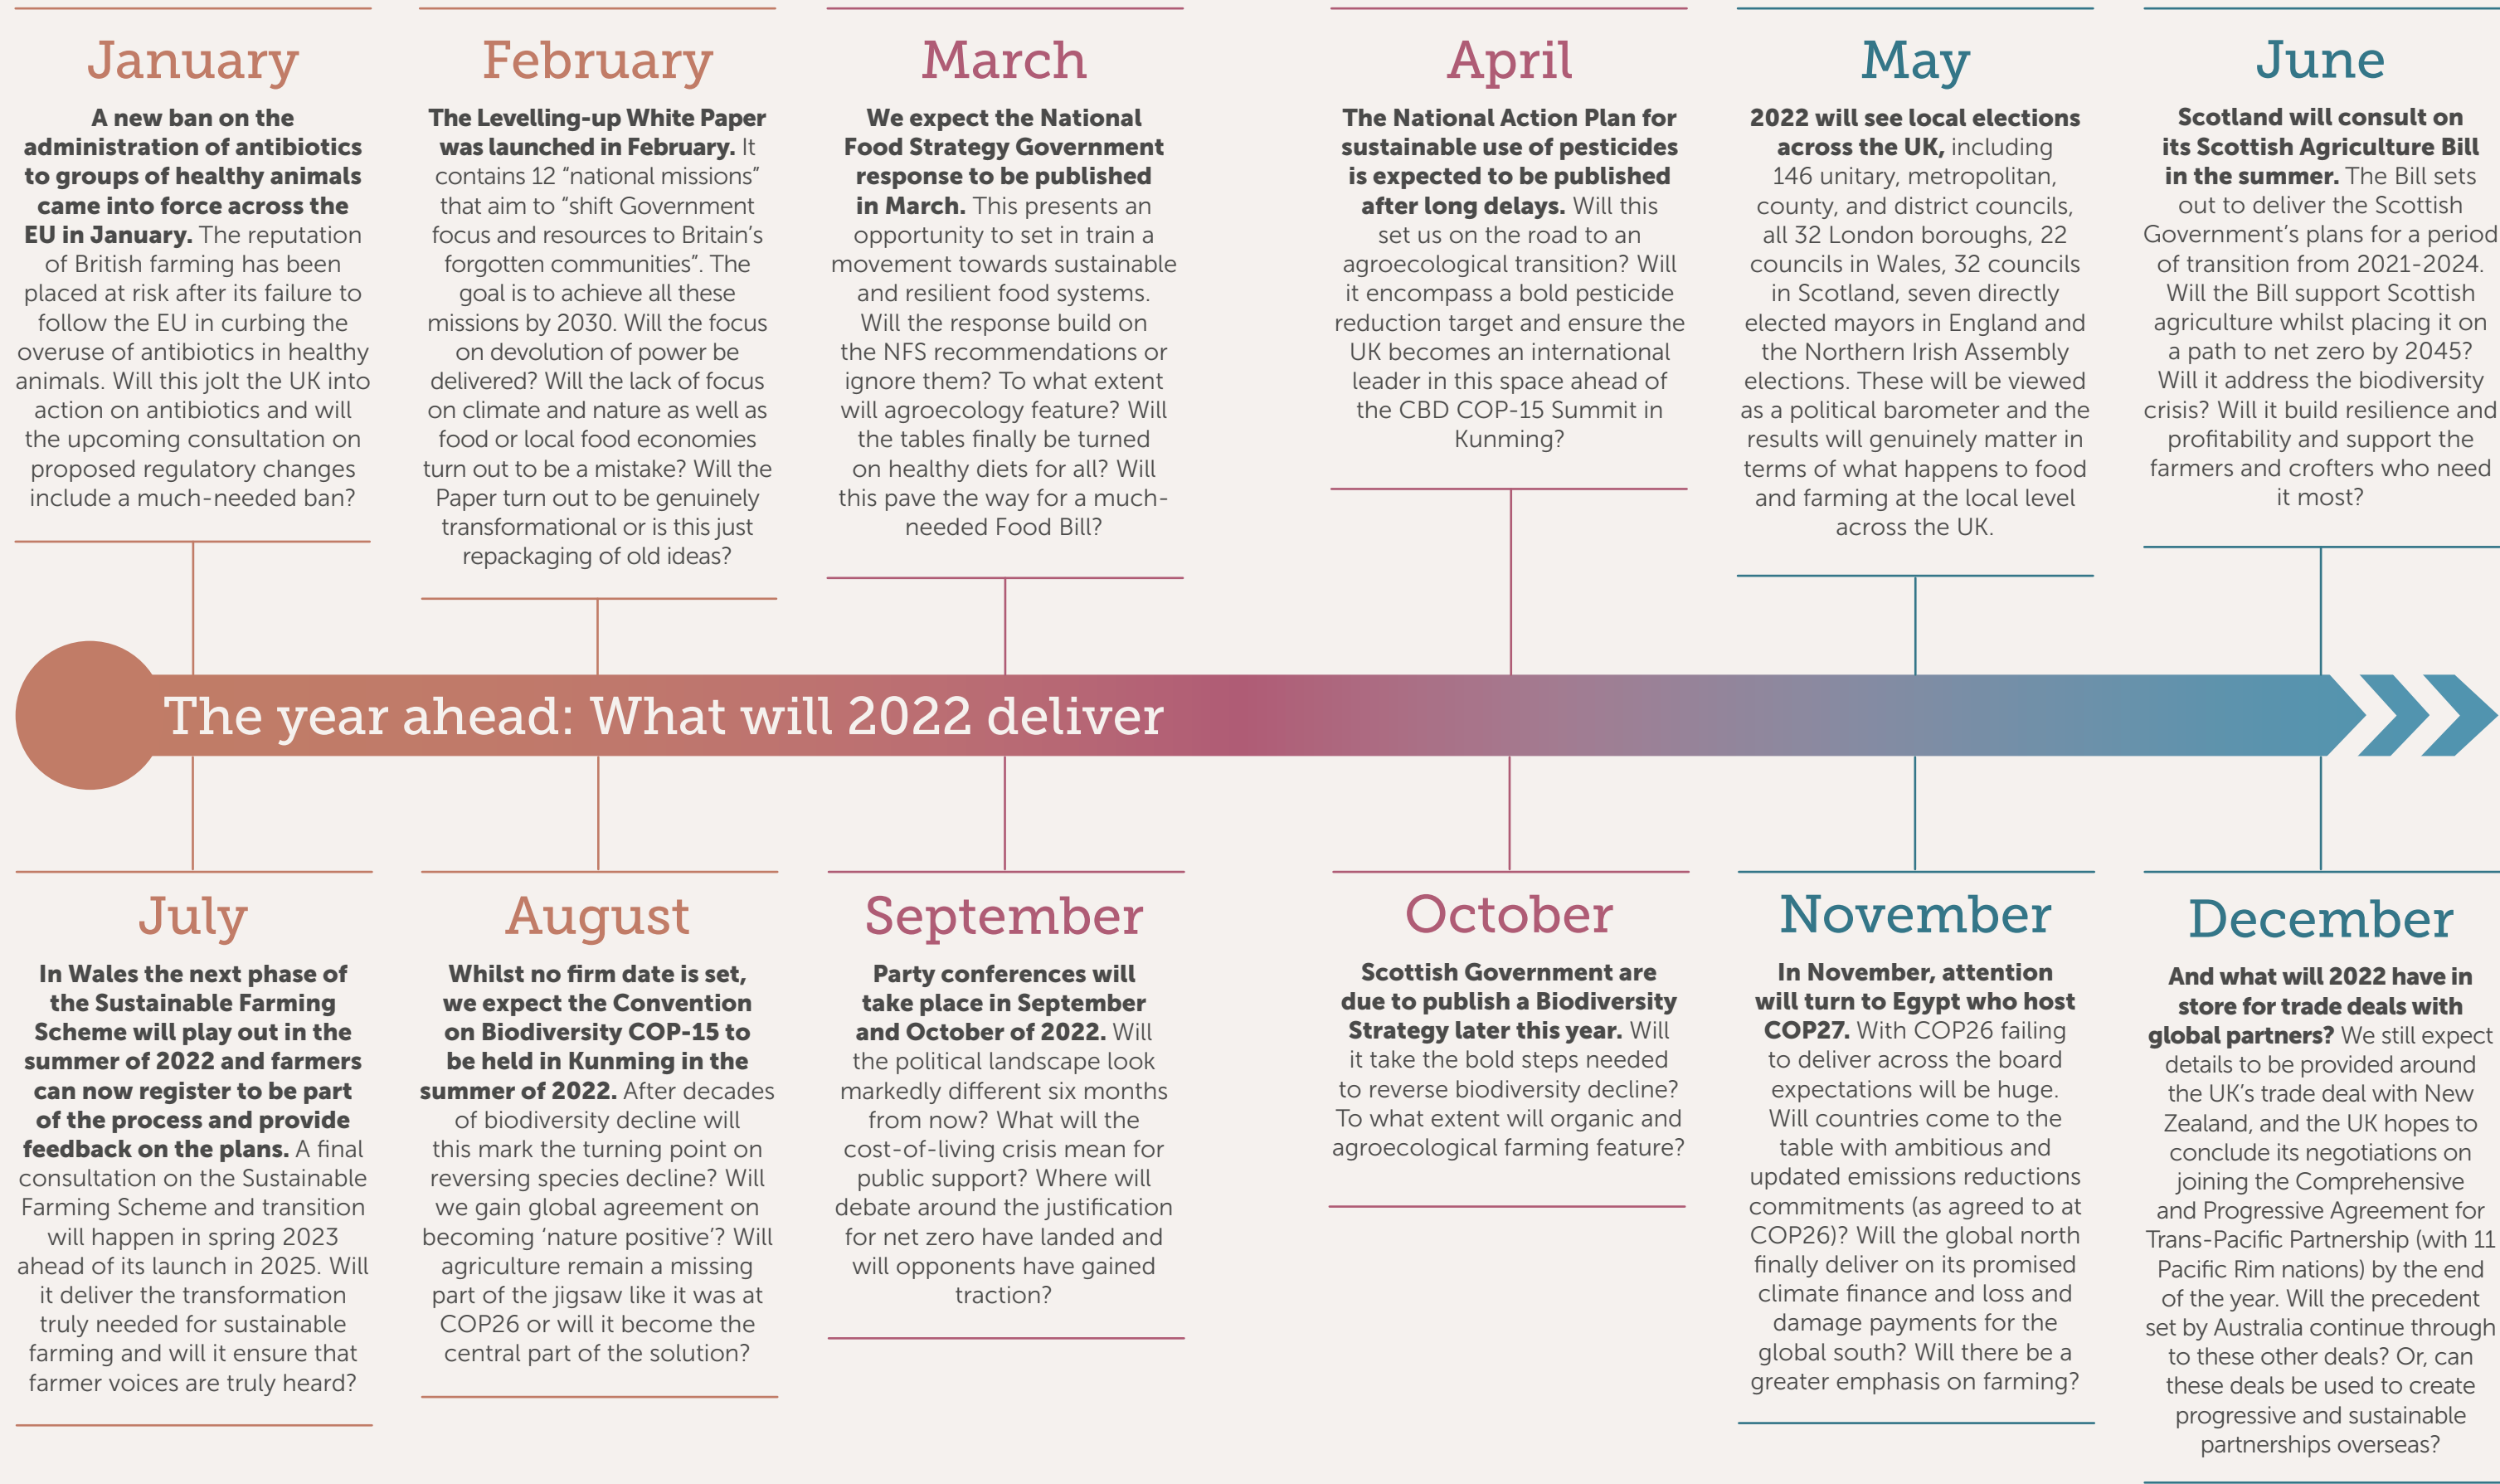 January
A new ban on the
administration of antibiotics
to groups of healthy animals
came into force across the
EU in January. The reputation
of British farming has been
placed at risk after its failure to
follow the EU in curbing the
overuse of antibiotics in healthy
animals. Will this jolt the UK into
action on antibiotics and will
the upcoming consultation on
proposed regulatory changes
include a much-needed ban?
February
The Levelling-up White Paper
was launched in February. It
contains 12 “national missions”
that aim to “shift Government
focus and resources to Britain’s
forgotten communities”. The
goal is to achieve all these
missions by 2030. Will the focus
on devolution of power be
delivered? Will the lack of focus
on climate and nature as well as
food or local food economies
turn out to be a mistake? Will the
Paper turn out to be genuinely
transformational or is this just
repackaging of old ideas?
March
We expect the National
Food Strategy Government
response to be published
in March. This presents an
opportunity to set in train a
movement towards sustainable
and resilient food systems.
Will the response build on
the NFS recommendations or
ignore them? To what extent
will agroecology feature? Will
the tables finally be turned
on healthy diets for all? Will
this pave the way for a much-
needed Food Bill?
April
The National Action Plan for
sustainable use of pesticides
is expected to be published
after long delays. Will this
set us on the road to an
agroecological transition? Will
it encompass a bold pesticide
reduction target and ensure the
UK becomes an international
leader in this space ahead of
the CBD COP-15 Summit in
Kunming?
May
2022 will see local elections
across the UK, including
146 unitary, metropolitan,
county, and district councils,
all 32 London boroughs, 22
councils in Wales, 32 councils
in Scotland, seven directly
elected mayors in England and
the Northern Irish Assembly
elections. These will be viewed
as a political barometer and the
results will genuinely matter in
terms of what happens to food
and farming at the local level
across the UK.
June
Scotland will consult on
its Scottish Agriculture Bill
in the summer. The Bill sets
out to deliver the Scottish
Government’s plans for a period
of transition from 2021-2024.
Will the Bill support Scottish
agriculture whilst placing it on
a path to net zero by 2045?
Will it address the biodiversity
crisis? Will it build resilience and
profitability and support the
farmers and crofters who need
it most?
The year ahead: What will 2022 deliver
July
In Wales the next phase of
the Sustainable Farming
Scheme will play out in the
summer of 2022 and farmers
can now register to be part
of the process and provide
feedback on the plans. A final
consultation on the Sustainable
Farming Scheme and transition
will happen in spring 2023
ahead of its launch in 2025. Will
it deliver the transformation
truly needed for sustainable
farming and will it ensure that
farmer voices are truly heard?
August
Whilst no firm date is set,
we expect the Convention
on Biodiversity COP-15 to
be held in Kunming in the
summer of 2022. After decades
of biodiversity decline will
this mark the turning point on
reversing species decline? Will
we gain global agreement on
becoming ‘nature positive’? Will
agriculture remain a missing
part of the jigsaw like it was at
COP26 or will it become the
central part of the solution?
September
Party conferences will
take place in September
and October of 2022. Will
the political landscape look
markedly different six months
from now? What will the
cost-of-living crisis mean for
public support? Where will
debate around the justification
for net zero have landed and
will opponents have gained
traction?
October
Scottish Government are
due to publish a Biodiversity
Strategy later this year. Will
it take the bold steps needed
to reverse biodiversity decline?
To what extent will organic and
agroecological farming feature?
November
In November, attention
will turn to Egypt who host
COP27. With COP26 failing
to deliver across the board
expectations will be huge.
Will countries come to the
table with ambitious and
updated emissions reductions
commitments (as agreed to at
COP26)? Will the global north
finally deliver on its promised
climate finance and loss and
damage payments for the
global south? Will there be a
greater emphasis on farming?
December
And what will 2022 have in
store for trade deals with
global partners? We still expect
details to be provided around
the UK’s trade deal with New
Zealand, and the UK hopes to
conclude its negotiations on
joining the Comprehensive
and Progressive Agreement for
Trans-Pacific Partnership (with 11
Pacific Rim nations) by the end
of the year. Will the precedent
set by Australia continue through
to these other deals? Or, can
these deals be used to create
progressive and sustainable
partnerships overseas?